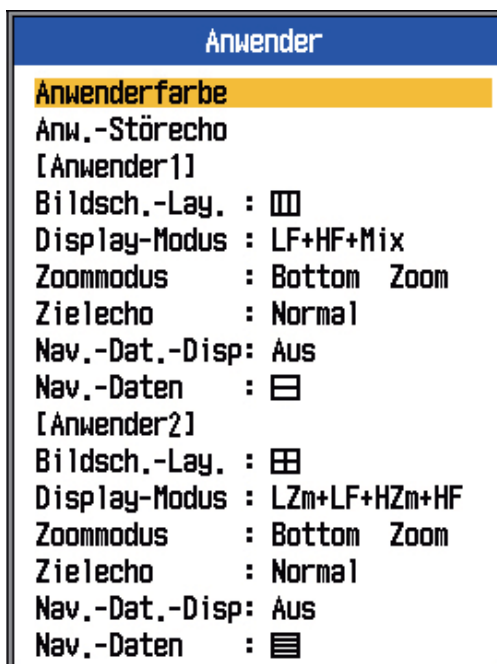 Anwender
Anwenderfarbe
Anw.-Störecho
[Anwender1]
Bildsch.-Lay. :
Display-Modus : LF+HF+Mix
Zoommodus : Bottom Zoom
Zielecho : Normal
Nav.-Dat.-Disp: Aus
Nav.-Daten :
[Anwender2]
Bildsch.-Lay. :
Display-Modus : LZm+LF+HZm+HF
Zoommodus : Bottom Zoom
Zielecho : Normal
Nav.-Dat.-Disp: Aus
Nav.-Daten :